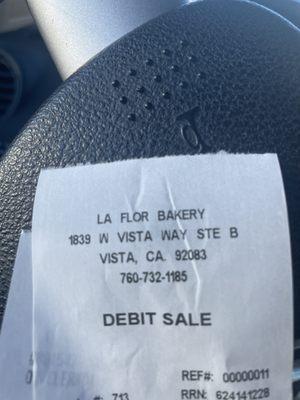 LA FLOR BAKERY
1839 W VISTA WAY STE B
VISTA, CA. 92083
760-732-1185
DEBIT SALE
REF#: 00000011
#: 713 RRN: 624141228